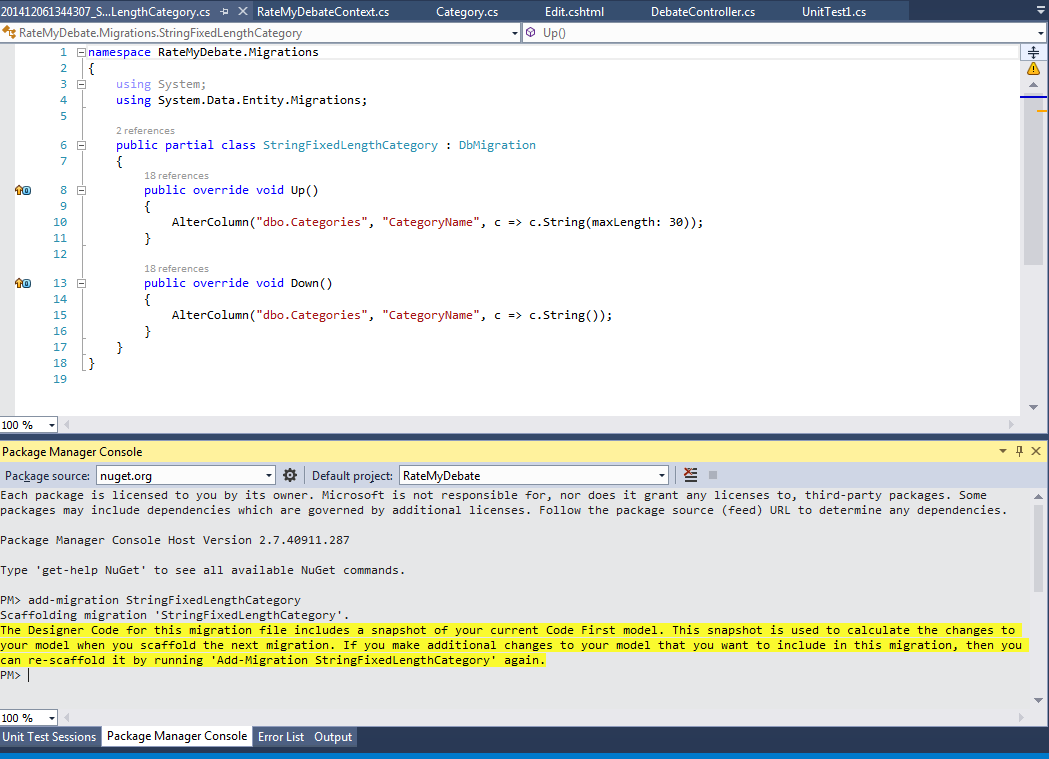 201412061344307_S...LengthCategory.cs RateMyDebateContext.cs Category.cs Edit.cshtml DebateController.cs UnitTest1.cs
RateMyDebate.Migrations.StringFixedLengthCategory Up()
1 namespace RateMyDebate.Migrations
2 {
3 using System;
4 using System.Data.Entity.Migrations;
5
2 references
6 public partial class StringFixedLengthCategory : DbMigration
7 {
18 references
8 public override void Up()
9 {
10 AlterColumn("dbo.Categories", "CategoryName", c => c.String(maxLength: 30));
11 }
12
18 references
13 public override void Down()
14 {
15 AlterColumn("dbo.Categories", "CategoryName", c => c.String());
16 }
17 }
18 }
19
100 %
Package Manager Console
Package source: nuget.org Default project: RateMyDebate
Each package is licensed to you by its owner. Microsoft is not responsible for, nor does it grant any licenses to, third-party packages. Some
packages may include dependencies which are governed by additional licenses. Follow the package source (feed) URL to determine any dependencies.
Package Manager Console Host Version 2.7.40911.287
Type 'get-help NuGet' to see all available NuGet commands.
PM> add-migration StringFixedLengthCategory
Scaffolding migration 'StringFixedLengthCategory'.
The Designer Code for this migration file includes a snapshot of your current Code First model. This snapshot is used to calculate the changes to
your model when you scaffold the next migration. If you make additional changes to your model that you want to include in this migration, then you
can re-scaffold it by running 'Add-Migration StringFixedLengthCategory' again.
PM>
100 %
Unit Test Sessions Package Manager Console Error List Output